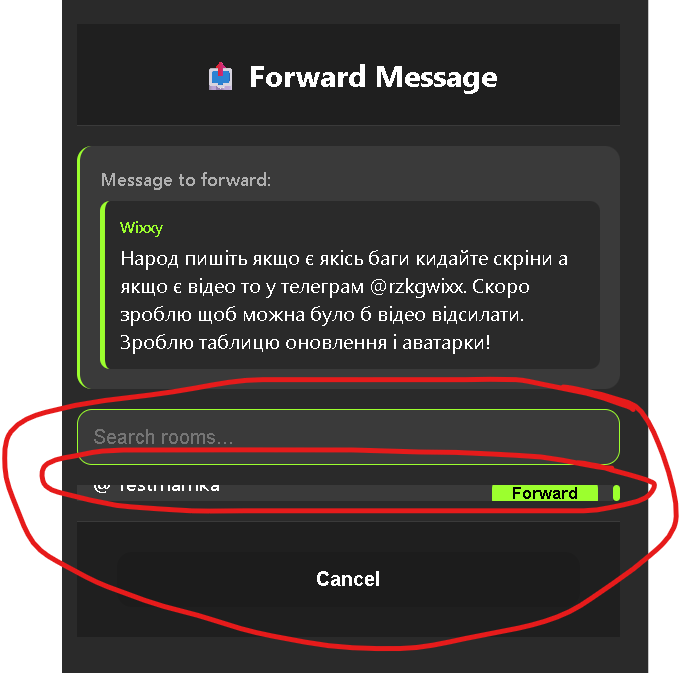 Forward Message
Message to forward:
Wixxy
Народ пишіть якщо є якісь баги кидайте скріни а
якщо є відео то у телеграм @rzkgwixx. Скоро
зроблю щоб можна було б відео відсилати.
Зроблю таблицю оновлення і аватарки!
Search rooms...
@
Forward
Cancel